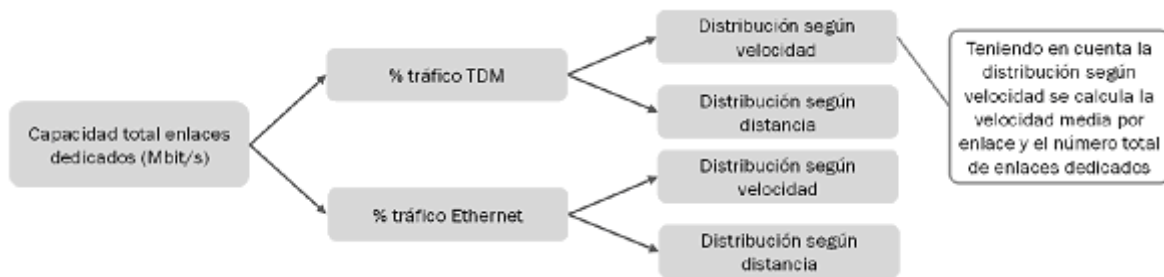 Capacidad total enlaces
dedicados (Mbit/s)
% tráfico TDM
% tráfico Ethernet
Distribución según
velocidad
Distribución según
distancia
Distribución según
velocidad
Distribución según
distancia
Teniendo en cuenta la
distribución según
velocidad se calcula la
velocidad media por
enlace y el número total
de enlaces dedicados